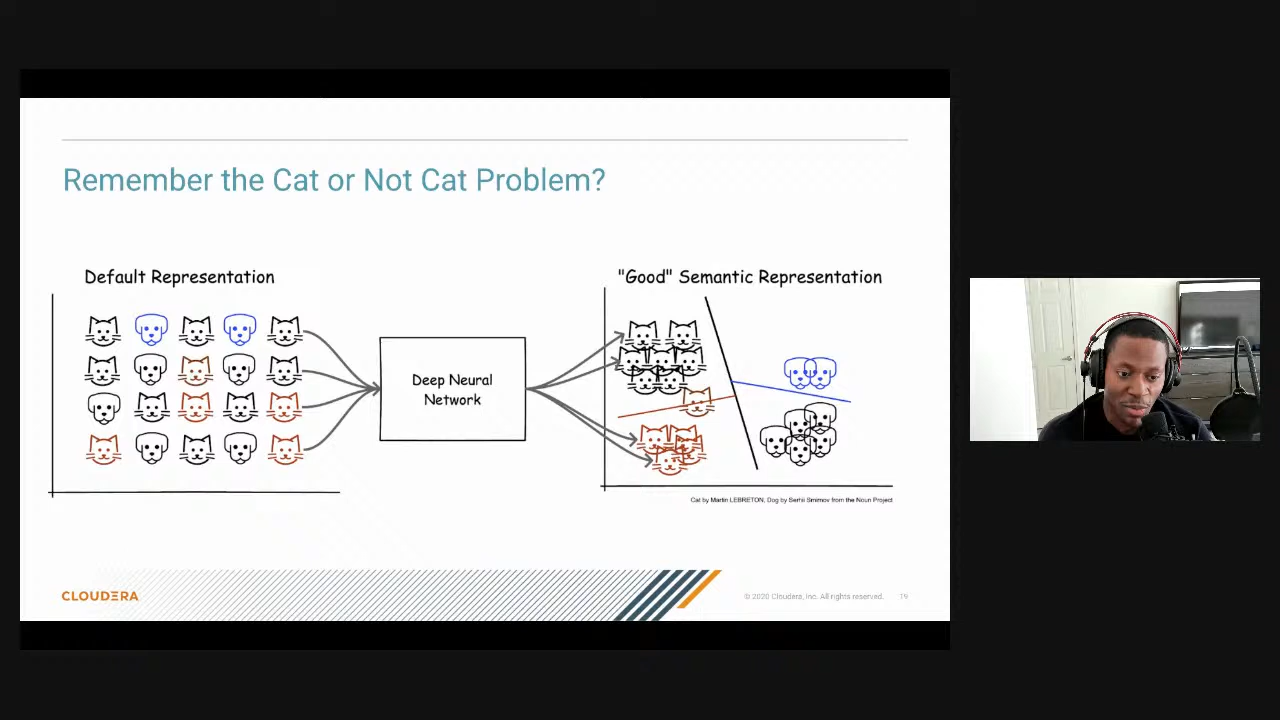 Remember the Cat or Not Cat Problem?
Default Representation
"Good" Semantic Representation
Deep Neural
Network
Cat by Martin LEBRETON, Dog by Serhii Smirnov from the Noun Project
CLOUDERA
© 2020 Cloudera, Inc. All rights reserved.
19